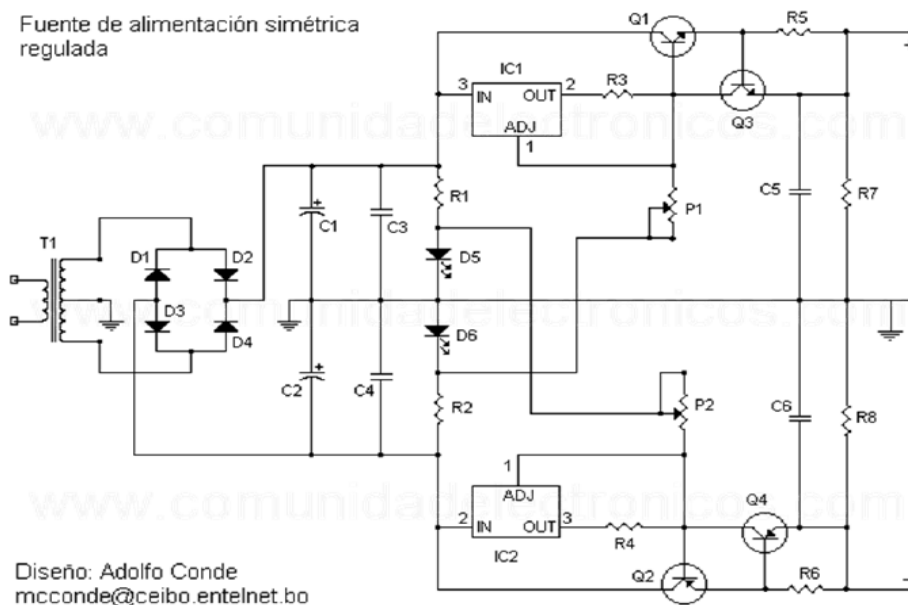 Fuente de alimentación simétrica
regulada
Q1
R5
IC1
3 IN OUT 2
R3
ADJ
1
Q3
www.comunidadelectronicos.com
R1
P1
C5
R7
T1
D1
D2
C1
C3
D5
D3
D4
D6
C2
C4
R2
P2
C6
R8
1
ADJ
2 IN OUT 3
IC2
R4
Q4
www.comunidadelectronicos.com
Q2
R6
Diseño: Adolfo Conde
mcconde@ceibo.entelnet.bo